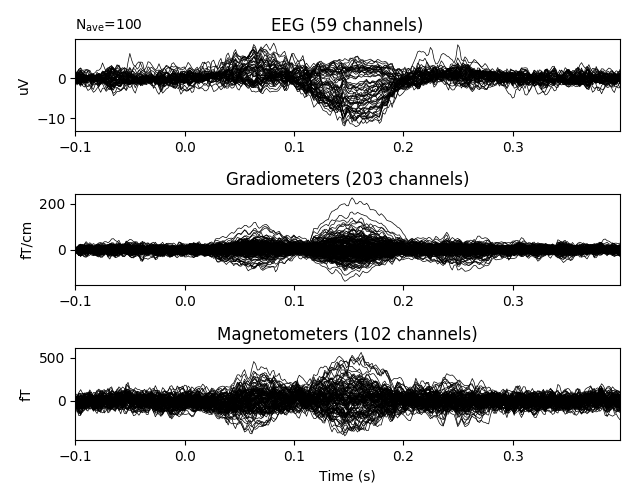 Nave=100
EEG (59 channels)
uV
0
−10
−0.1 0.0 0.1 0.2 0.3
Gradiometers (203 channels)
fT/cm
200
0
−0.1 0.0 0.1 0.2 0.3
Magnetometers (102 channels)
fT
500
0
−0.1 0.0 0.1 0.2 0.3
Time (s)